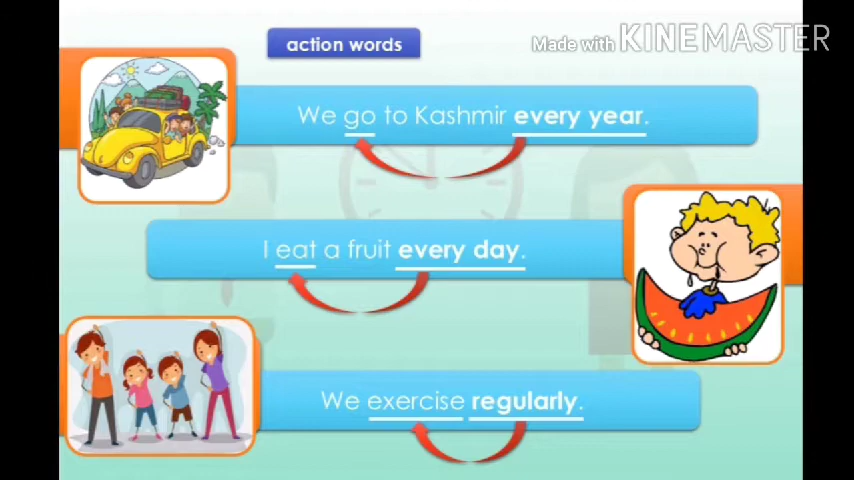 action words
Made with KINEMASTER
We go to Kashmir every year.
I eat a fruit every day.
We exercise regularly.